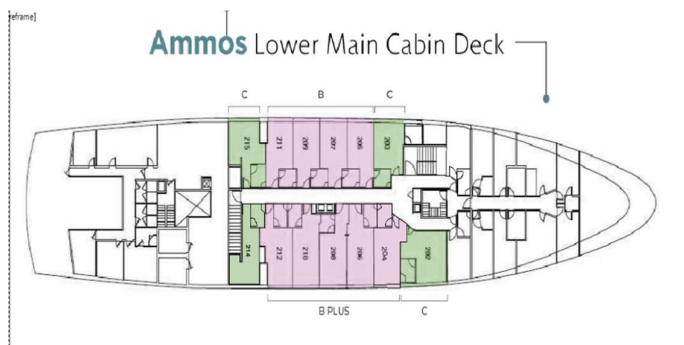 eframe]
Ammos Lower Main Cabin Deck
C B C
215 211 209 207 205 203
214 212 210 208 206 204 202
B PLUS C